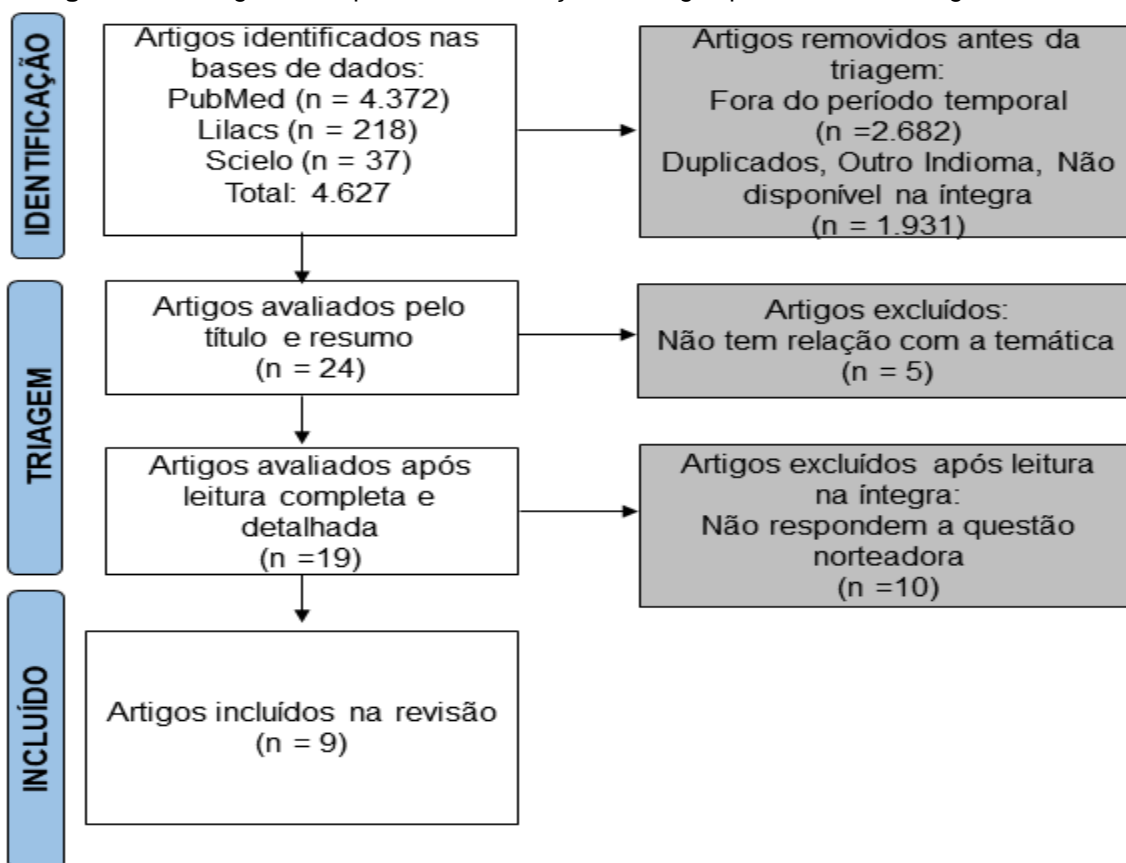 IDENTIFICAÇÃO
Artigos identificados nas
bases de dados:
PubMed (n = 4.372)
Lilacs (n = 218)
Scielo (n = 37)
Total: 4.627
Artigos removidos antes da
triagem:
Fora do período temporal
(n =2.682)
Duplicados, Outro Indioma, Não
disponível na íntegra
(n = 1.931)
TRIAGEM
Artigos avaliados pelo
título e resumo
(n = 24)
Artigos excluídos:
Não tem relação com a temática
(n = 5)
Artigos avaliados após
leitura completa e
detalhada
(n =19)
Artigos excluídos após leitura
na íntegra:
Não respondem a questão
norteadora
(n =10)
INCLUÍDO
Artigos incluídos na revisão
(n = 9)